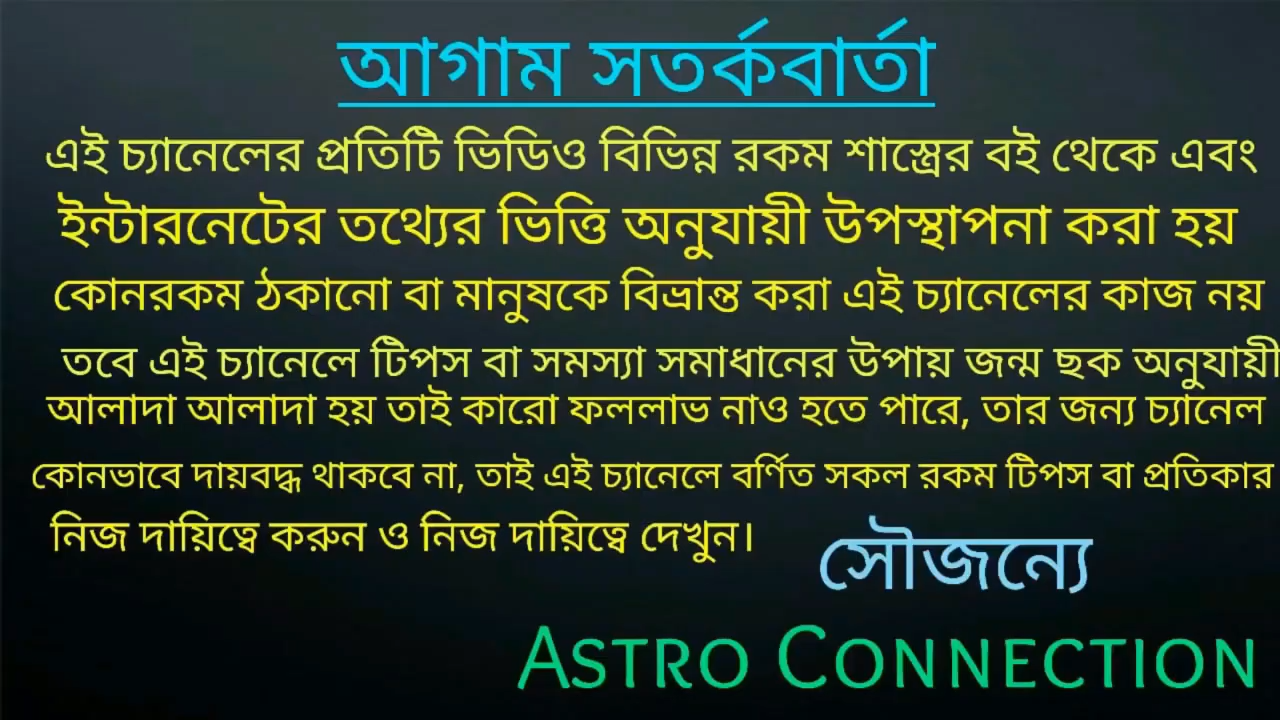 আগাম সতর্কবার্তা
এই চ্যানেলের প্রতিটি ভিডিও বিভিন্ন রকম শাস্ত্রের বই থেকে এবং
ইন্টারনেটের তথ্যের ভিত্তি অনুযায়ী উপস্থাপনা করা হয়
কোনরকম ঠকানো বা মানুষকে বিভ্রান্ত করা এই চ্যানেলের কাজ নয়
তবে এই চ্যানেলে টিপস বা সমস্যা সমাধানের উপায় জন্ম ছক অনুযায়ী
আলাদা আলাদা হয় তাই কারো ফললাভ নাও হতে পারে, তার জন্য চ্যানেল
কোনভাবে দায়বদ্ধ থাকবে না, তাই এই চ্যানেলে বর্ণিত সকল রকম টিপস বা প্রতিকার
নিজ দায়িত্বে করুন ও নিজ দায়িত্বে দেখুন।
সৌজন্যে
ASTRO CONNECTION